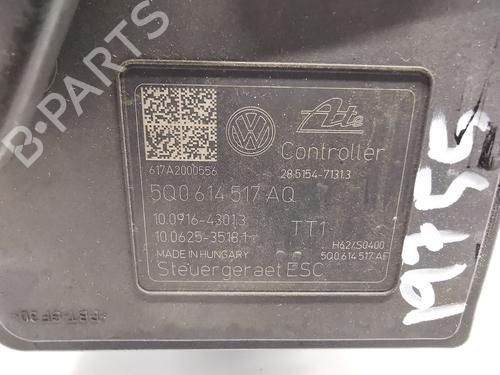 B-PARTS
Ate
Controller
617A2000556
28.5154-7131.3
5Q0 614 517 AQ
10.0916-4301.3
TT1
10.0625-3518.1
H62/S0400
MADE IN HUNGARY
5Q0 614 517 AF
Steuergeraet ESC
19755